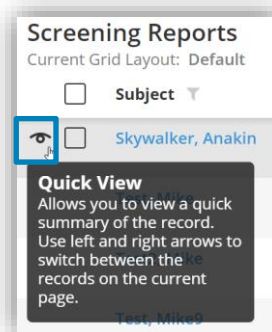 Screening Reports
Current Grid Layout: Default
Subject
Skywalker, Anakin
Quick View
Allows you to view a quick
summary of the record.
Use left and right arrows to
switch between the
records on the current
page.
Test, Mike9